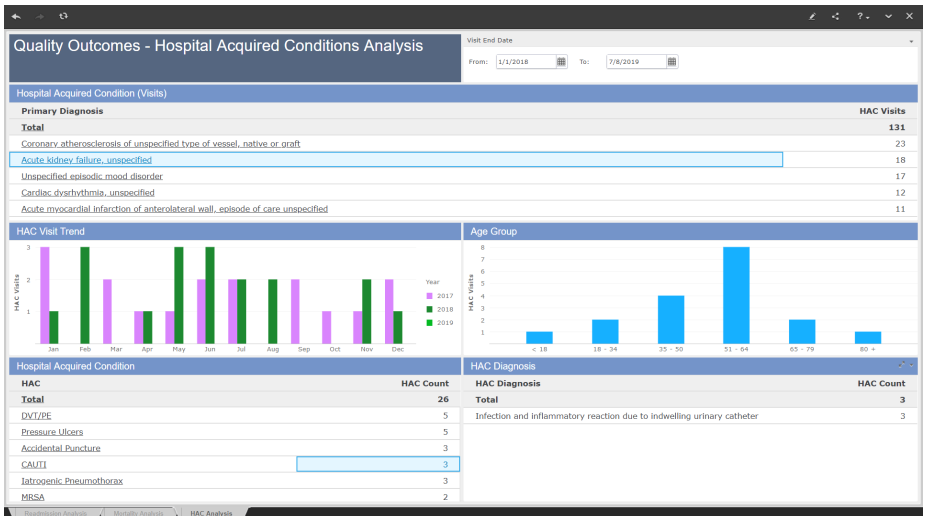 ?
Quality Outcomes - Hospital Acquired Conditions Analysis
Visit End Date
From: 1/1/2018 To: 7/8/2019
Hospital Acquired Condition (Visits)
Primary Diagnosis HAC Visits
Total 131
Coronary atherosclerosis of unspecified type of vessel, native or graft 23
Acute kidney failure, unspecified 18
Unspecified episodic mood disorder 17
Cardiac dysrhythmia, unspecified 12
Acute myocardial infarction of anterolateral wall, episode of care unspecified 11
HAC Visit Trend
3
2
1
HAC Visits
Jan Feb Mar Apr May Jun Jul Aug Sep Oct Nov Dec
Year
2017
2018
2019
Age Group
8
7
6
5
4
3
2
1
HAC Visits
< 18 18 - 34 35 - 50 51 - 64 65 - 79 80 +
Hospital Acquired Condition
HAC HAC Count
Total 26
DVT/PE 5
Pressure Ulcers 5
Accidental Puncture 3
CAUTI 3
Iatrogenic Pneumothorax 3
MRSA 2
HAC Diagnosis
HAC Diagnosis HAC Count
Total 3
Infection and inflammatory reaction due to indwelling urinary catheter 3
Readmission Analysis Mortality Analysis HAC Analysis